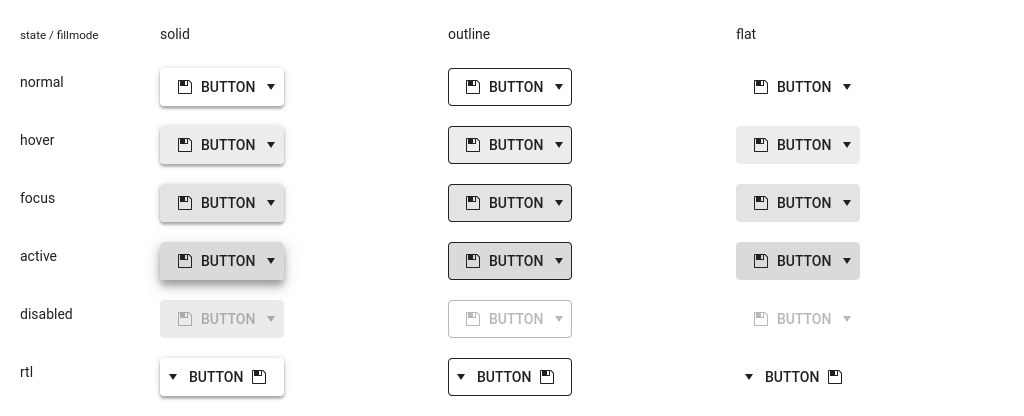 state / fillmode solid outline flat
normal BUTTON BUTTON BUTTON
hover BUTTON BUTTON BUTTON
focus BUTTON BUTTON BUTTON
active BUTTON BUTTON BUTTON
disabled BUTTON BUTTON BUTTON
rtl BUTTON BUTTON BUTTON